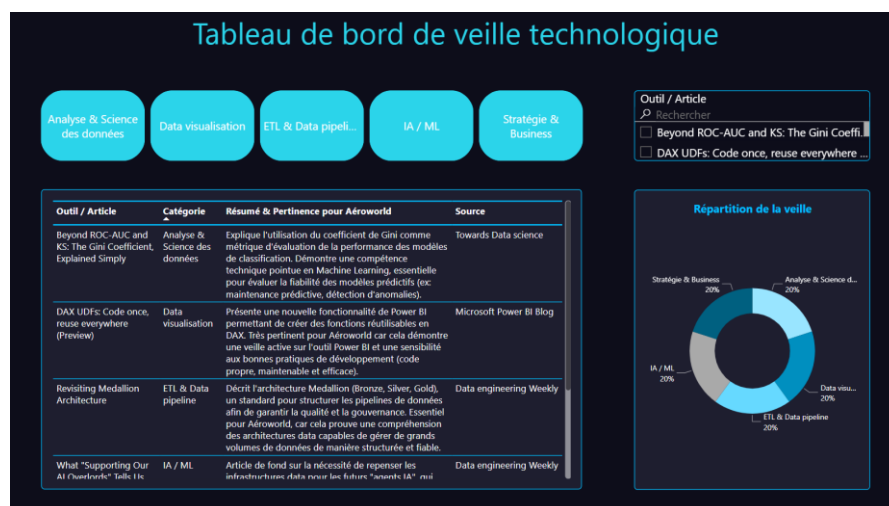 Tableau de bord de veille technologique
Analyse & Science
des données
Data visualisation
ETL & Data pipeli...
IA / ML
Stratégie &
Business
Outil / Article
Rechercher
Beyond ROC-AUC and KS: The Gini Coeffi...
DAX UDFs: Code once, reuse everywhere ...
Outil / Article Catégorie Résumé & Pertinence pour Aéroworld Source
Beyond ROC-AUC and
KS: The Gini Coefficient,
Explained Simply
Analyse &
Science des
données
Explique l'utilisation du coefficient de Gini comme
métrique d'évaluation de la performance des modèles
de classification. Démontre une compétence
technique pointue en Machine Learning, essentielle
pour évaluer la fiabilité des modèles prédictifs (ex:
maintenance prédictive, détection d'anomalies).
Towards Data science
DAX UDFs: Code once,
reuse everywhere
(Preview)
Data
visualisation
Présente une nouvelle fonctionnalité de Power BI
permettant de créer des fonctions réutilisables en
DAX. Très pertinent pour Aéroworld car cela démontre
une veille active sur l'outil Power BI et une sensibilité
aux bonnes pratiques de développement (code
propre, maintenable et efficace).
Microsoft Power BI Blog
Revisiting Medallion
Architecture
ETL & Data
pipeline
Décrit l'architecture Medallion (Bronze, Silver, Gold),
un standard pour structurer les pipelines de données
afin de garantir la qualité et la gouvernance. Essentiel
pour Aéroworld, car cela prouve une compréhension
des architectures data capables de gérer de grands
volumes de données de manière structurée et fiable.
Data engineering Weekly
What "Supporting Our
AI Overlords" Tells Us
IA / ML
Article de fond sur la nécessité de repenser les
infrastructures data pour les futurs "agents IA", qui
Data engineering Weekly
Répartition de la veille
Stratégie & Business
20%
Analyse & Science d...
20%
IA / ML
20%
Data visu...
20%
ETL & Data pipeline
20%